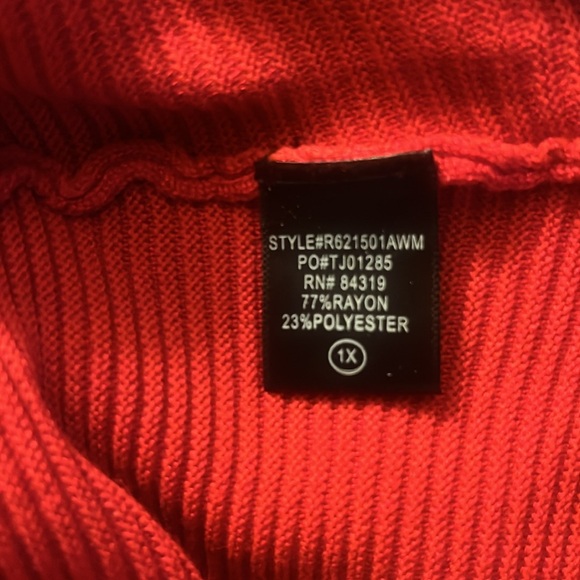 STYLE#R621501AWM
PO#TJ01285
RN# 84319
77%RAYON
23%POLYESTER
1X